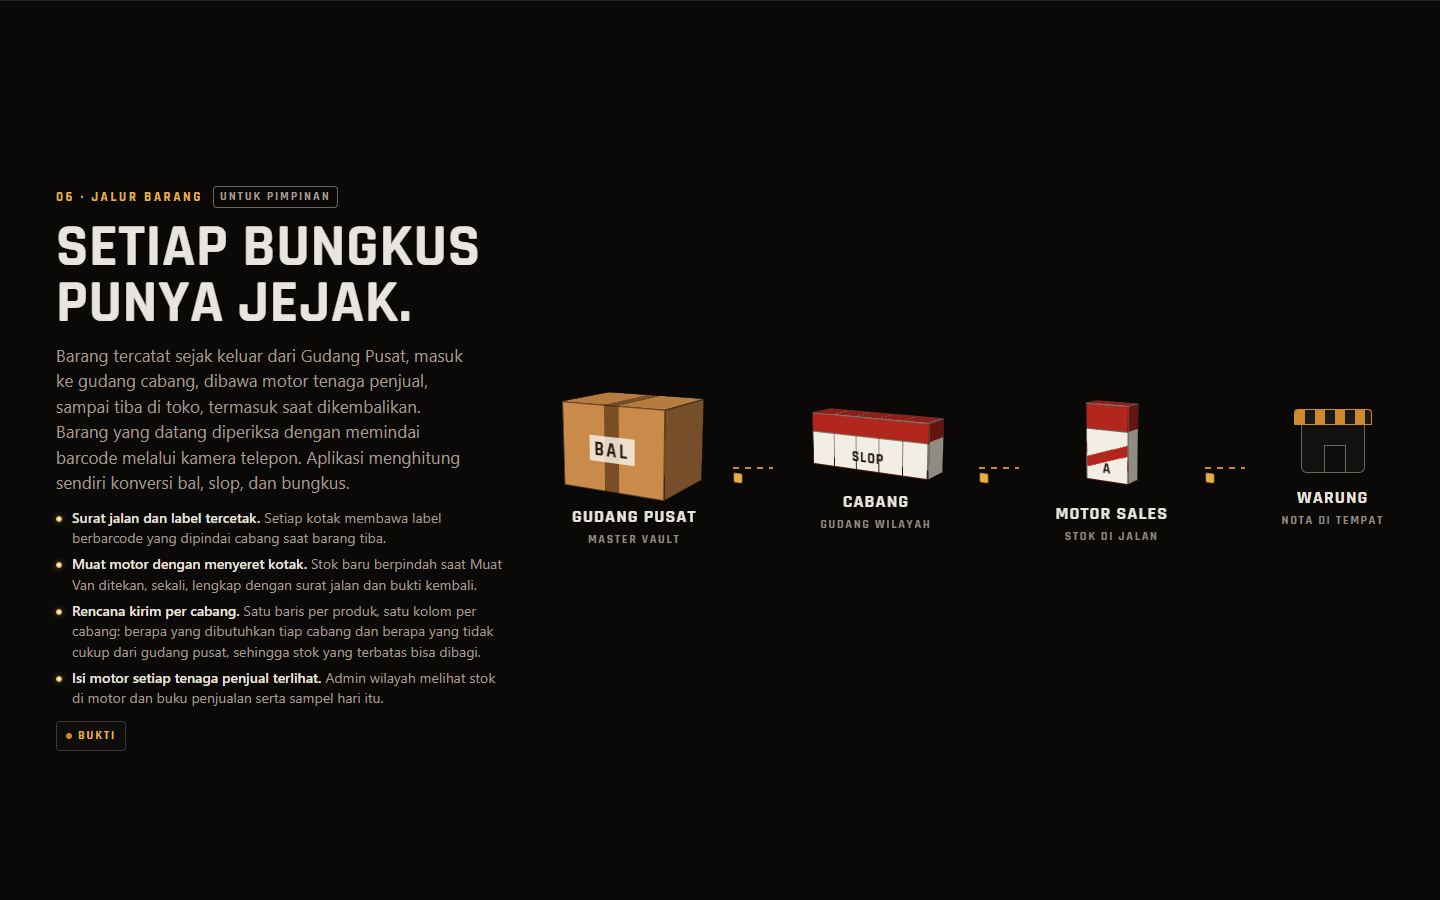 06 · JALUR BARANG UNTUK PIMPINAN
SETIAP BUNGKUS
PUNYA JEJAK.
Barang tercatat sejak keluar dari Gudang Pusat, masuk
ke gudang cabang, dibawa motor tenaga penjual,
sampai tiba di toko, termasuk saat dikembalikan.
Barang yang datang diperiksa dengan memindai
barcode melalui kamera telepon. Aplikasi menghitung
sendiri konversi bal, slop, dan bungkus.
Surat jalan dan label tercetak. Setiap kotak membawa label
berbarcode yang dipindai cabang saat barang tiba.
Muat motor dengan menyeret kotak. Stok baru berpindah saat Muat
Van ditekan, sekali, lengkap dengan surat jalan dan bukti kembali.
Rencana kirim per cabang. Satu baris per produk, satu kolom per
cabang: berapa yang dibutuhkan tiap cabang dan berapa yang tidak
cukup dari gudang pusat, sehingga stok yang terbatas bisa dibagi.
Isi motor setiap tenaga penjual terlihat. Admin wilayah melihat stok
di motor dan buku penjualan serta sampel hari itu.
BUKTI
BAL
GUDANG PUSAT
MASTER VAULT
SLOP
CABANG
GUDANG WILAYAH
A
MOTOR SALES
STOK DI JALAN
WARUNG
NOTA DI TEMPAT